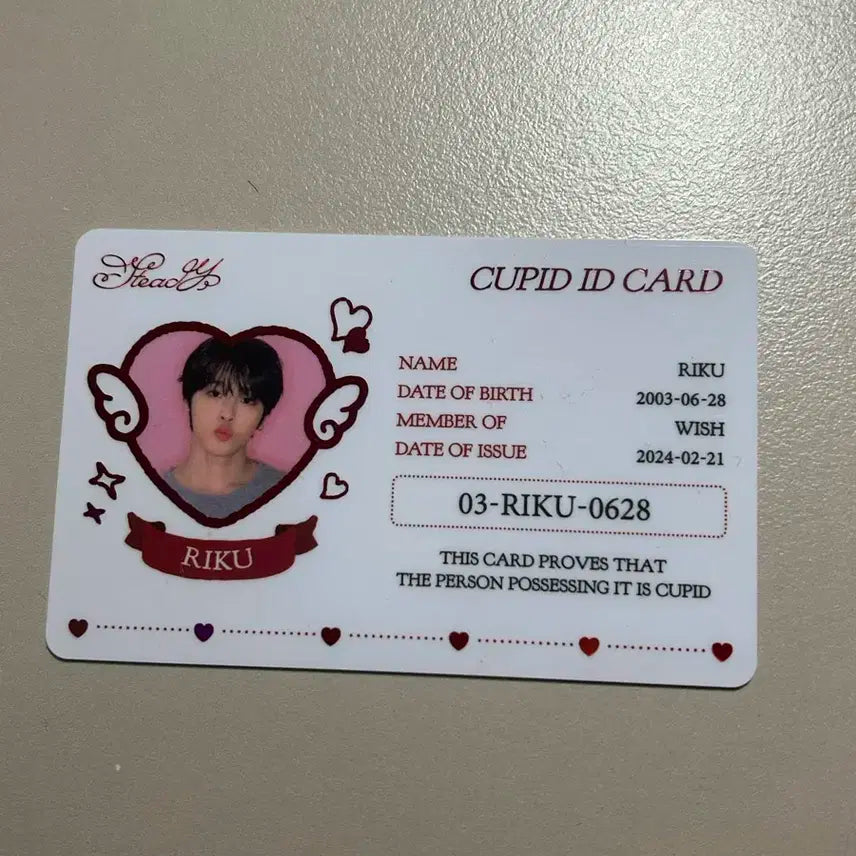 Steady
CUPID ID CARD
NAME RIKU
DATE OF BIRTH 2003-06-28
MEMBER OF WISH
DATE OF ISSUE 2024-02-21
03-RIKU-0628
THIS CARD PROVES THAT
THE PERSON POSSESSING IT IS CUPID
RIKU